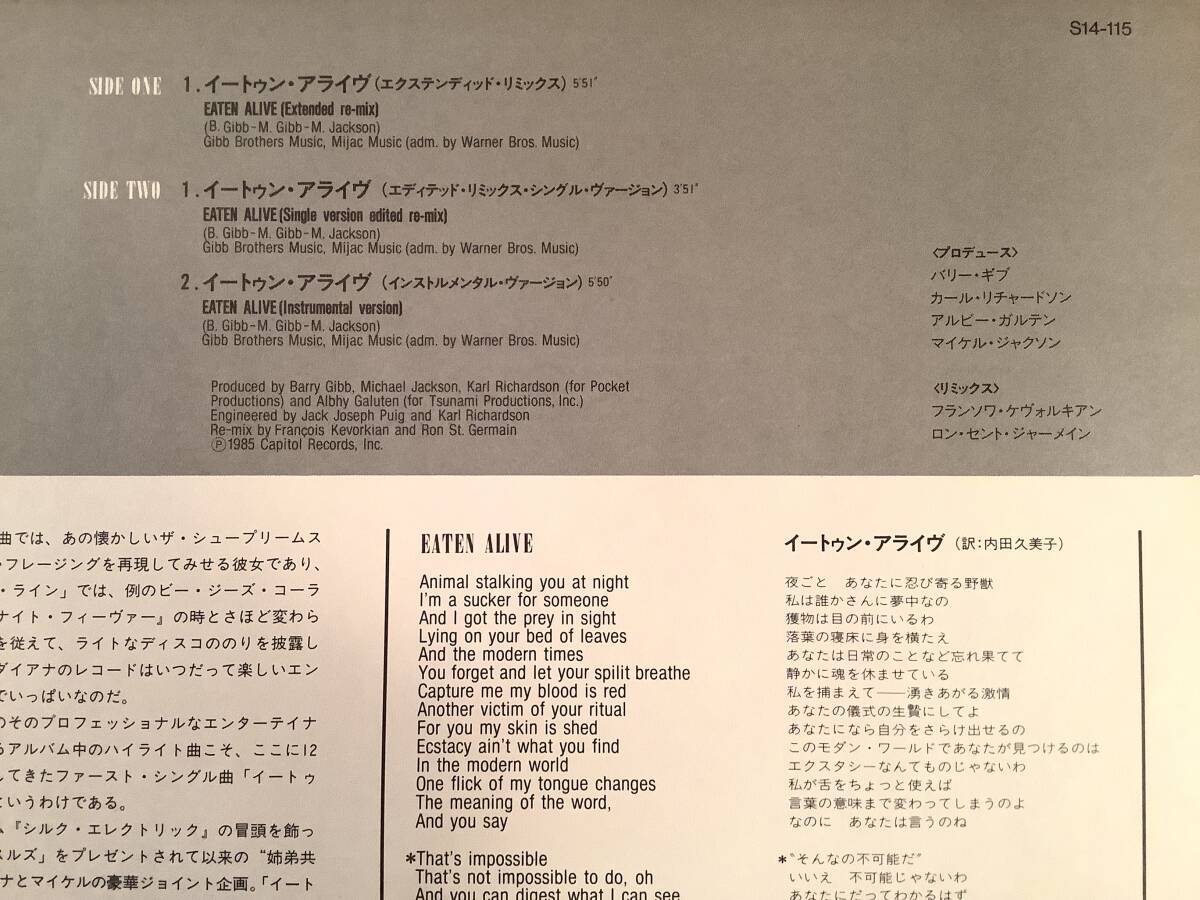 S14-115
SIDE ONE 1. イートゥン・アライヴ (エクステンディッド・リミックス) 5'51"
EATEN ALIVE (Extended re-mix)
(B. Gibb-M. Gibb-M. Jackson)
Gibb Brothers Music, Mijac Music (adm. by Warner Bros. Music)
SIDE TWO 1. イートゥン・アライヴ (エディテッド・リミックス・シングル・ヴァージョン) 3'51"
EATEN ALIVE (Single version edited re-mix)
(B. Gibb-M. Gibb-M. Jackson)
Gibb Brothers Music, Mijac Music (adm. by Warner Bros. Music)
2. イートゥン・アライヴ (インストルメンタル・ヴァージョン) 5'50"
EATEN ALIVE (Instrumental version)
(B. Gibb-M. Gibb-M. Jackson)
Gibb Brothers Music, Mijac Music (adm. by Warner Bros. Music)
Produced by Barry Gibb, Michael Jackson, Karl Richardson (for Pocket
Productions) and Albhy Galuten (for Tsunami Productions, Inc.)
Engineered by Jack Joseph Puig and Karl Richardson
Re-mix by François Kevorkian and Ron St. Germain
Ⓟ1985 Capitol Records, Inc.
〈プロデュース〉
バリー・ギブ
カール・リチャードソン
アルビー・ガルテン
マイケル・ジャクソン
〈リミックス〉
フランソワ・ケヴォルキアン
ロン・セント・ジャーメイン
曲では、あの懐かしいザ・シュープリームス
・フレージングを再現してみせる彼女であり、
・ライン」では、例のビー・ジーズ・コーラ
ナイト・フィーヴァー』の時とさほど変わら
を従えて、ライトなディスコののりを披露し
ダイアナのレコードはいつだって楽しいエン
でいっぱいなのだ。
のそのプロフェッショナルなエンターテイナ
るアルバム中のハイライト曲こそ、ここに12
してきたファースト・シングル曲「イートゥ
というわけである。
ム『シルク・エレクトリック』の冒頭を飾っ
スルズ」をプレゼントされて以来の“姉弟共
ナとマイケルの豪華ジョイント企画。「イート
EATEN ALIVE
Animal stalking you at night
I'm a sucker for someone
And I got the prey in sight
Lying on your bed of leaves
And the modern times
You forget and let your spilit breathe
Capture me my blood is red
Another victim of your ritual
For you my skin is shed
Ecstacy ain't what you find
In the modern world
One flick of my tongue changes
The meaning of the word,
And you say
*That's impossible
That's not impossible to do, oh
And you can digest what I can see
イートゥン・アライヴ (訳:内田久美子)
夜ごと あなたに忍び寄る野獣
私は誰かさんに夢中なの
獲物は目の前にいるわ
落葉の寝床に身を横たえ
あなたは日常のことなど忘れ果てて
静かに魂を休ませている
私を捕まえて——湧きあがる激情
あなたの儀式の生贄にしてよ
あなたになら自分をさらけ出せるの
このモダン・ワールドであなたが見つけるのは
エクスタシーなんてものじゃないわ
私が舌をちょっと使えば
言葉の意味まで変わってしまうのよ
なのに あなたは言うのね
*“そんなの不可能だ”
いいえ 不可能じゃないわ
あなたにだってわかるはず